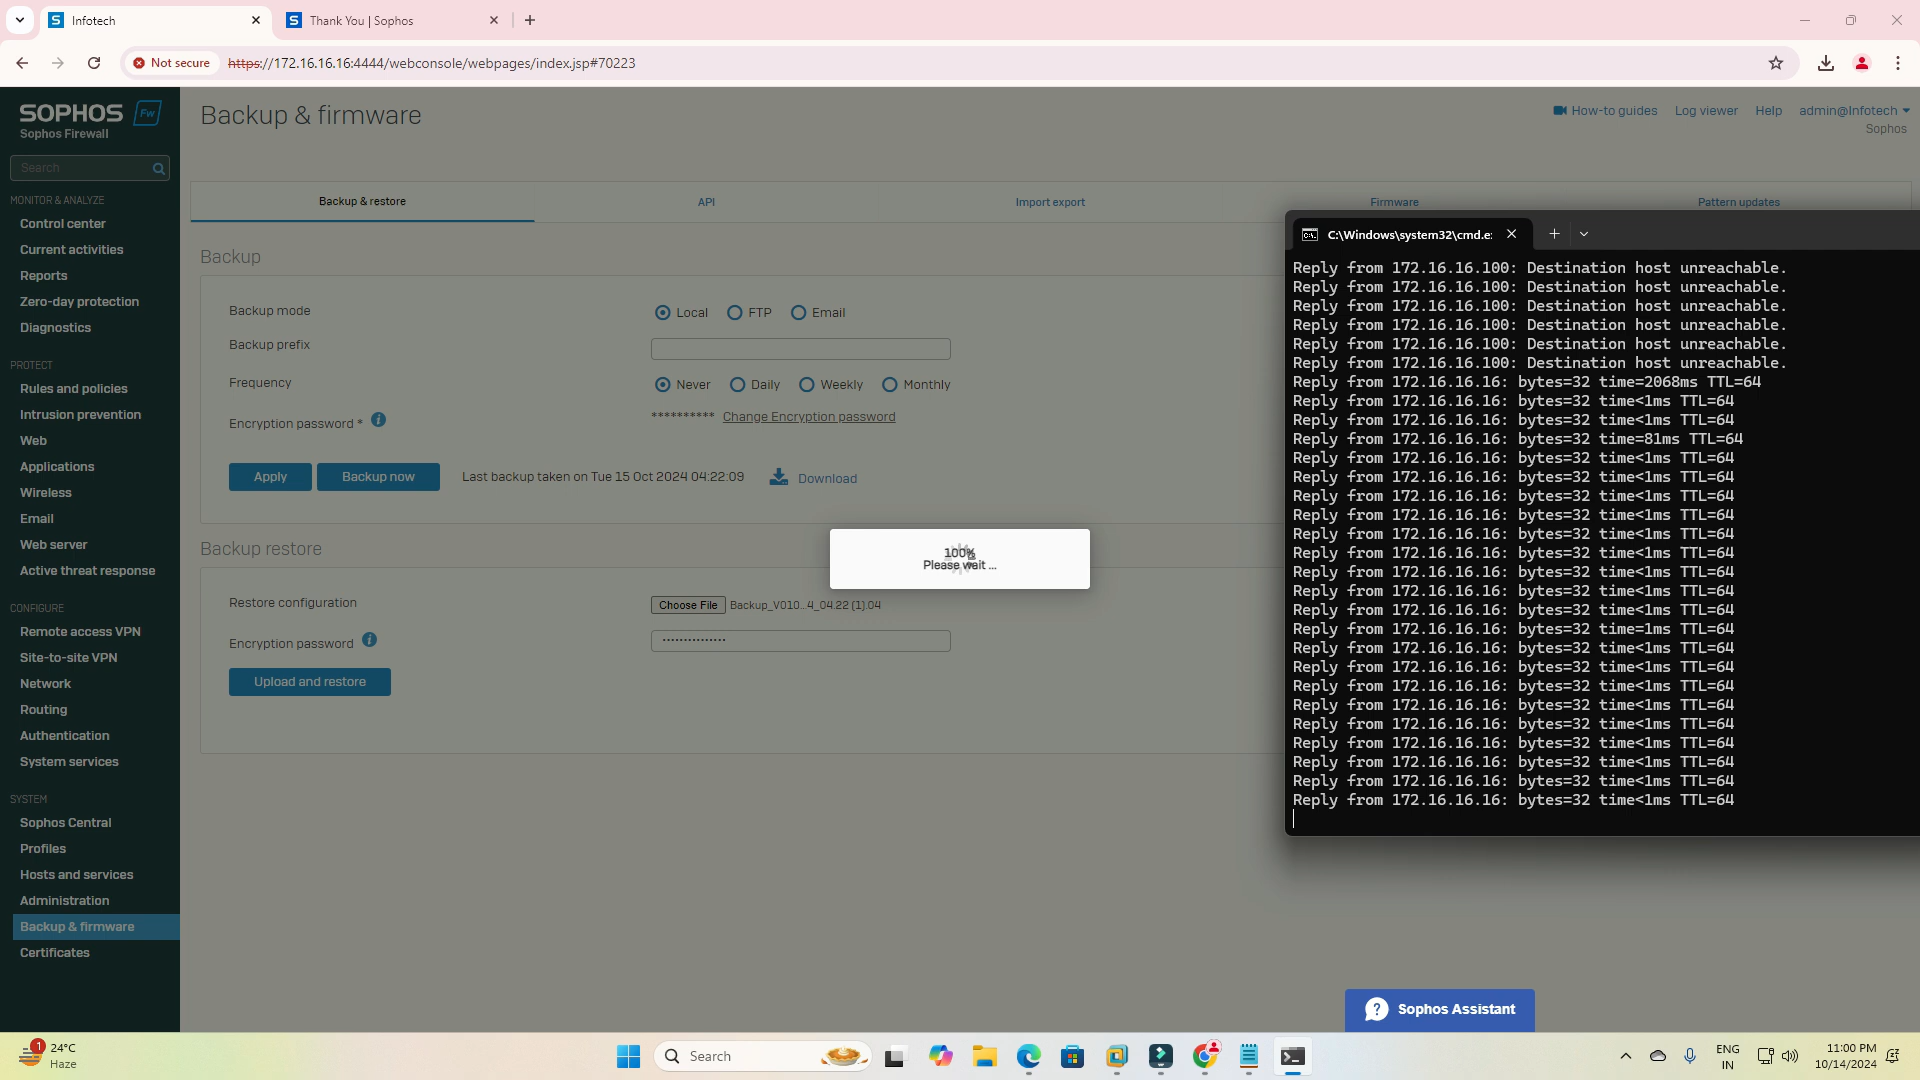 Infotech
Thank You | Sophos
Not secure
https://172.16.16.16:4444/webconsole/webpages/index.jsp#70223
SOPHOS Fw
Sophos Firewall
Search
MONITOR & ANALYZE
Control center
Current activities
Reports
Zero-day protection
Diagnostics
PROTECT
Rules and policies
Intrusion prevention
Web
Applications
Wireless
Email
Web server
Active threat response
CONFIGURE
Remote access VPN
Site-to-site VPN
Network
Routing
Authentication
System services
SYSTEM
Sophos Central
Profiles
Hosts and services
Administration
Backup & firmware
Certificates
Backup & firmware
How-to guides Log viewer Help admin@Infotech
Sophos
Backup & restore API Import export Firmware Pattern updates
Backup
Backup mode Local FTP Email
Backup prefix
Frequency Never Daily Weekly Monthly
Encryption password * i ********** Change Encryption password
Apply Backup now Last backup taken on Tue 15 Oct 2024 04:22:09 Download
100%
Please wait ...
Backup restore
Restore configuration Choose File Backup_V010...4_04.22 (1).04
Encryption password i ••••••••••••••
Upload and restore
C:\Windows\system32\cmd.e:
Reply from 172.16.16.100: Destination host unreachable.
Reply from 172.16.16.100: Destination host unreachable.
Reply from 172.16.16.100: Destination host unreachable.
Reply from 172.16.16.100: Destination host unreachable.
Reply from 172.16.16.100: Destination host unreachable.
Reply from 172.16.16.100: Destination host unreachable.
Reply from 172.16.16.16: bytes=32 time=2068ms TTL=64
Reply from 172.16.16.16: bytes=32 time<1ms TTL=64
Reply from 172.16.16.16: bytes=32 time<1ms TTL=64
Reply from 172.16.16.16: bytes=32 time=81ms TTL=64
Reply from 172.16.16.16: bytes=32 time<1ms TTL=64
Reply from 172.16.16.16: bytes=32 time<1ms TTL=64
Reply from 172.16.16.16: bytes=32 time<1ms TTL=64
Reply from 172.16.16.16: bytes=32 time<1ms TTL=64
Reply from 172.16.16.16: bytes=32 time<1ms TTL=64
Reply from 172.16.16.16: bytes=32 time<1ms TTL=64
Reply from 172.16.16.16: bytes=32 time<1ms TTL=64
Reply from 172.16.16.16: bytes=32 time<1ms TTL=64
Reply from 172.16.16.16: bytes=32 time<1ms TTL=64
Reply from 172.16.16.16: bytes=32 time=1ms TTL=64
Reply from 172.16.16.16: bytes=32 time<1ms TTL=64
Reply from 172.16.16.16: bytes=32 time<1ms TTL=64
Reply from 172.16.16.16: bytes=32 time<1ms TTL=64
Reply from 172.16.16.16: bytes=32 time<1ms TTL=64
Reply from 172.16.16.16: bytes=32 time<1ms TTL=64
Reply from 172.16.16.16: bytes=32 time<1ms TTL=64
Reply from 172.16.16.16: bytes=32 time<1ms TTL=64
Reply from 172.16.16.16: bytes=32 time<1ms TTL=64
Reply from 172.16.16.16: bytes=32 time<1ms TTL=64
? Sophos Assistant
1
24°C
Haze
Search
ENG
IN
11:00 PM
10/14/2024